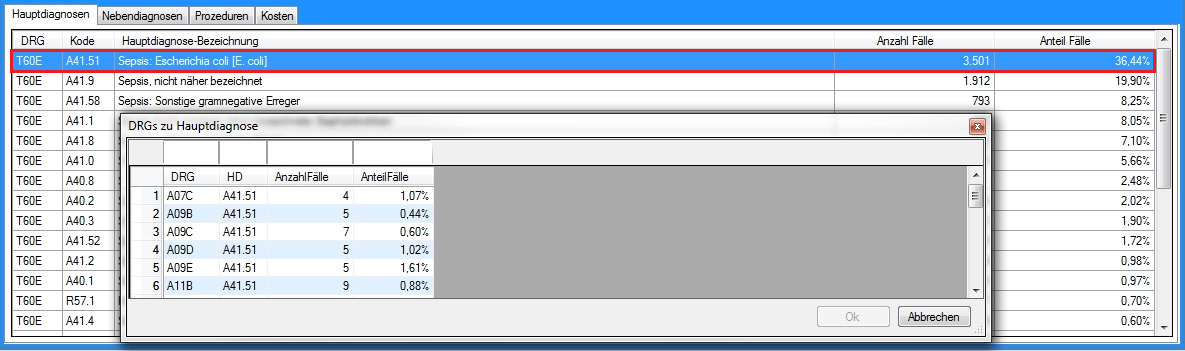 Hauptdiagnosen Nebendiagnosen Prozeduren Kosten
DRG Kode Hauptdiagnose-Bezeichnung Anzahl Fälle Anteil Fälle
T60E A41.51 Sepsis: Escherichia coli [E. coli] 3.501 36,44%
T60E A41.9 Sepsis, nicht näher bezeichnet 1.912 19,90%
T60E A41.58 Sepsis: Sonstige gramnegative Erreger 793 8,25%
T60E A41.1 8,05%
T60E A41.8 7,10%
T60E A41.0 5,66%
T60E A40.8 2,48%
T60E A40.2 2,02%
T60E A40.3 1,90%
T60E A41.52 1,72%
T60E A41.2 0,98%
T60E A40.1 0,97%
T60E R57.1 0,70%
T60E A41.4 0,60%
DRGs zu Hauptdiagnose
DRG HD AnzahlFälle AnteilFälle
1 A07C A41.51 4 1,07%
2 A09B A41.51 5 0,44%
3 A09C A41.51 7 0,60%
4 A09D A41.51 5 1,02%
5 A09E A41.51 5 1,61%
6 A11B A41.51 9 0,88%
Ok Abbrechen